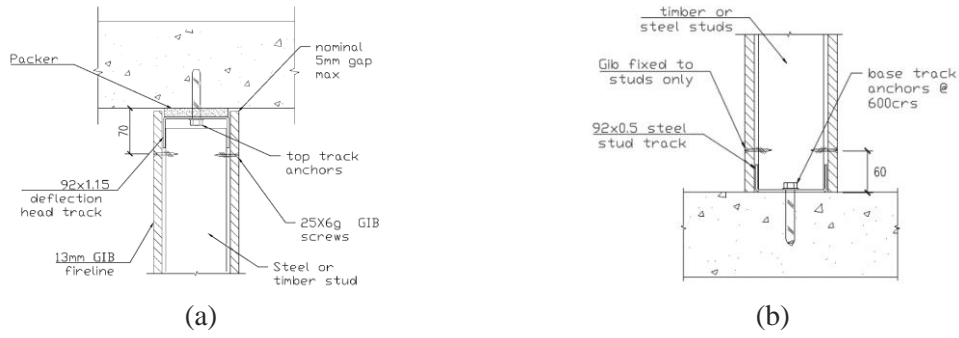 Packer
nominal
5mm gap
max
70
top track
anchors
92x1.15
deflection
head track
25X6g GIB
screws
13mm GIB
fireline
Steel or
timber stud
(a)
timber or
steel studs
Gib fixed to
studs only
base track
anchors @
600crs
92x0.5 steel
stud track
60
(b)